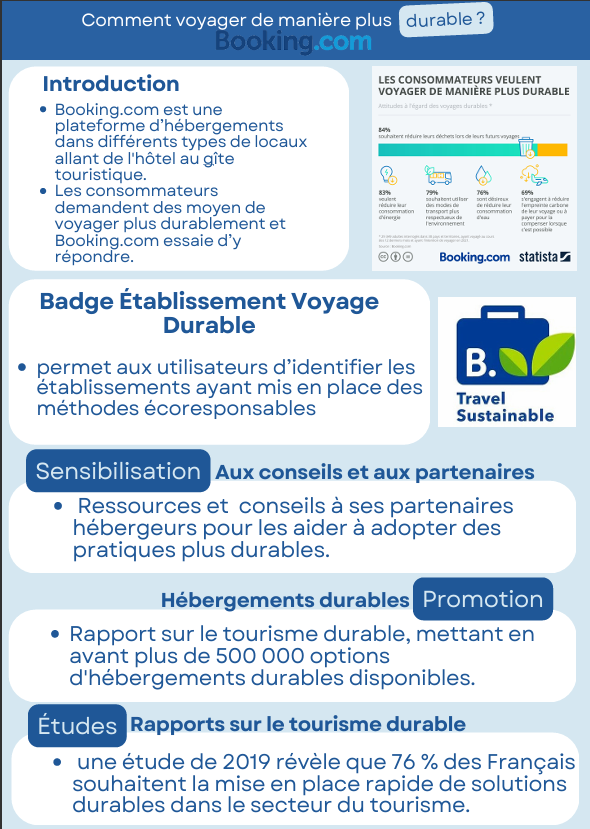 Comment voyager de manière plus durable ?
Booking.com
Introduction
Booking.com est une
plateforme d'hébergements
dans différents types de locaux
allant de l'hôtel au gîte
touristique.
Les consommateurs
demandent des moyen de
voyager plus durablement et
Booking.com essaie d'y
répondre.
LES CONSOMMATEURS VEULENT
VOYAGER DE MANIÈRE PLUS DURABLE
Attitudes à l'égard des voyages durables *
84%
souhaitent réduire leurs déchets lors de leurs futurs voyages
83%
veulent
réduire leur
consommation
d'énergie
79%
souhaitent utiliser
des modes de
transport plus
respectueux de
l'environnement
76%
sont désireux
de réduire leur
consommation
d'eau
69%
s'engagent à réduire
l'empreinte carbone
de leur voyage ou à
payer pour la
compenser lorsque
c'est possible
Booking.com
statista
Badge Établissement Voyage
Durable
permet aux utilisateurs d'identifier les
établissements ayant mis en place des
méthodes écoresponsables
B.
Travel
Sustainable
Sensibilisation Aux conseils et aux partenaires
Ressources et conseils à ses partenaires
hébergeurs pour les aider à adopter des
pratiques plus durables.
Hébergements durables Promotion
Rapport sur le tourisme durable, mettant en
avant plus de 500 000 options
d'hébergements durables disponibles.
Études Rapports sur le tourisme durable
une étude de 2019 révèle que 76 % des Français
souhaitent la mise en place rapide de solutions
durables dans le secteur du tourisme.